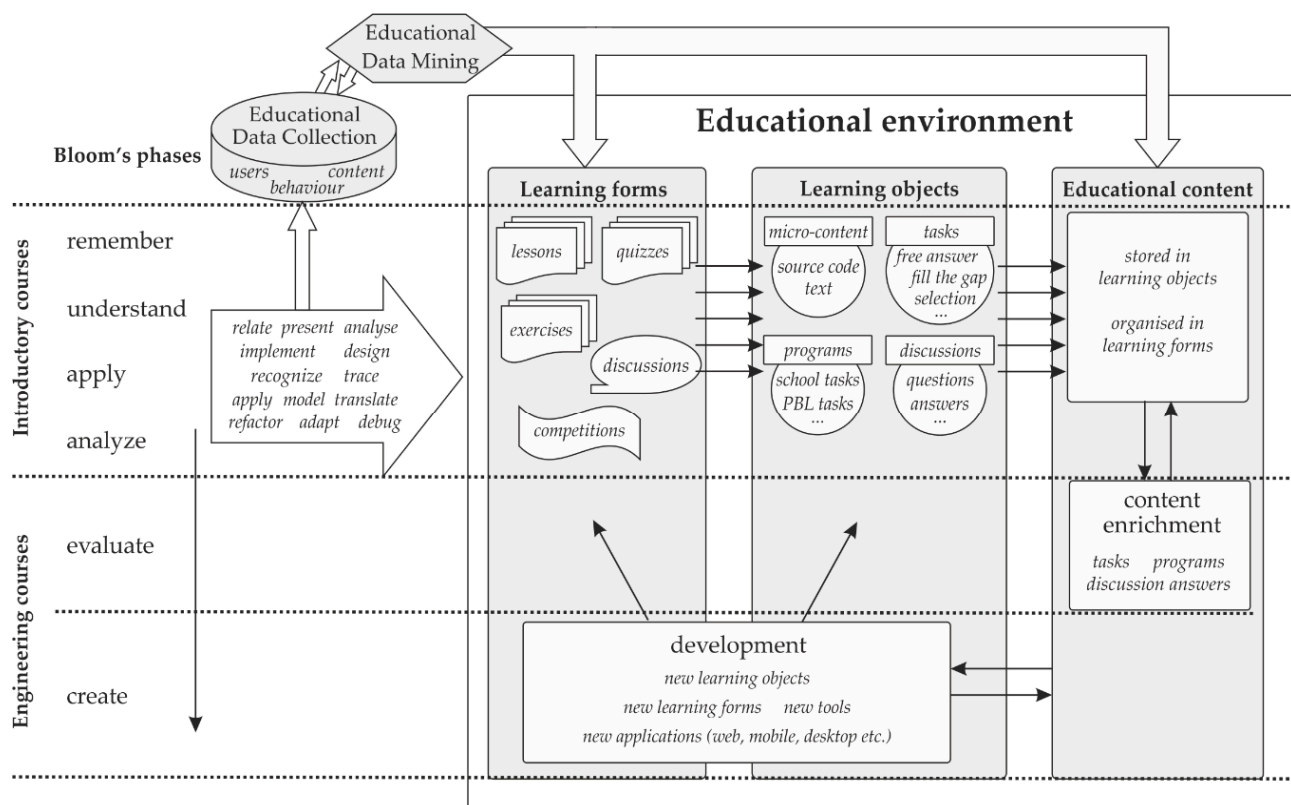 Educational
Data Mining
Educational
Data Collection
users content
behaviour
Educational environment
Bloom's phases
Learning forms
Learning objects
Educational content
Introductory courses
remember
understand
apply
analyze
relate present analyse
implement design
recognize trace
apply model translate
refactor adapt debug
lessons
quizzes
exercises
discussions
competitions
micro-content
source code
text
tasks
free answer
fill the gap
selection
...
programs
school tasks
PBL tasks
...
discussions
questions
answers
...
stored in
learning objects
organised in
learning forms
Engineering courses
evaluate
create
content
enrichment
tasks programs
discussion answers
development
new learning objects
new learning forms new tools
new applications (web, mobile, desktop etc.)